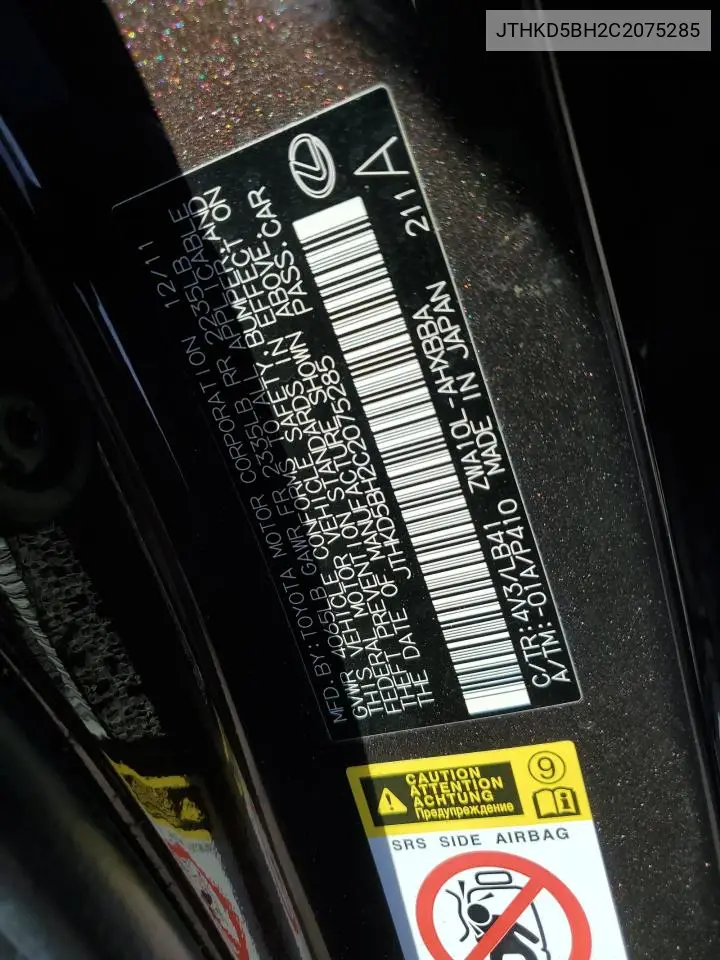 JTHKD5BH2C2075285
MFD. BY: TOYOTA MOTOR CORPORATION 12/11
GVWR 4065LB GAWR FR 2335LB RR 2235LB
THIS VEHICLE CONFORMS TO ALL APPLICABLE
FEDERAL MOTOR VEHICLE SAFETY, BUMPER, AND
THEFT PREVENTION STANDARDS IN EFFECT ON
THE DATE OF MANUFACTURE SHOWN ABOVE.
JTHKD5BH2C2075285 PASS. CAR
ZWA10L-AHXBBA 211A
C/TR: 4V3/LB41 MADE IN JAPAN
A/TM: -01A/P410
CAUTION
ATTENTION
ACHTUNG
Предупреждение
9
i
SRS SIDE AIRBAG